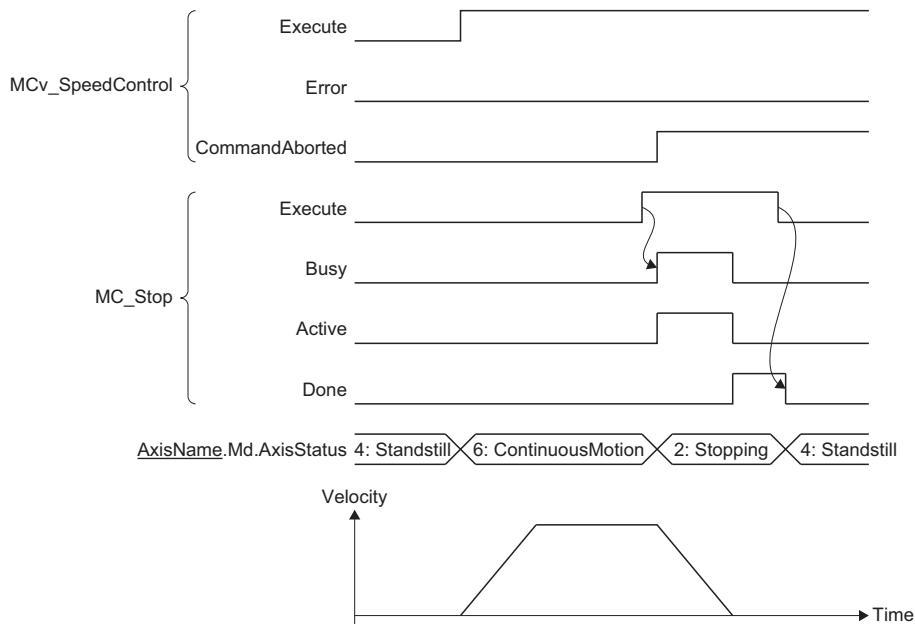 Execute
MCv_SpeedControl
Error
CommandAborted
Execute
Busy
MC_Stop
Active
Done
AxisName.Md.AxisStatus 4: Standstill 6: ContinuousMotion 2: Stopping 4: Standstill
Velocity
Time